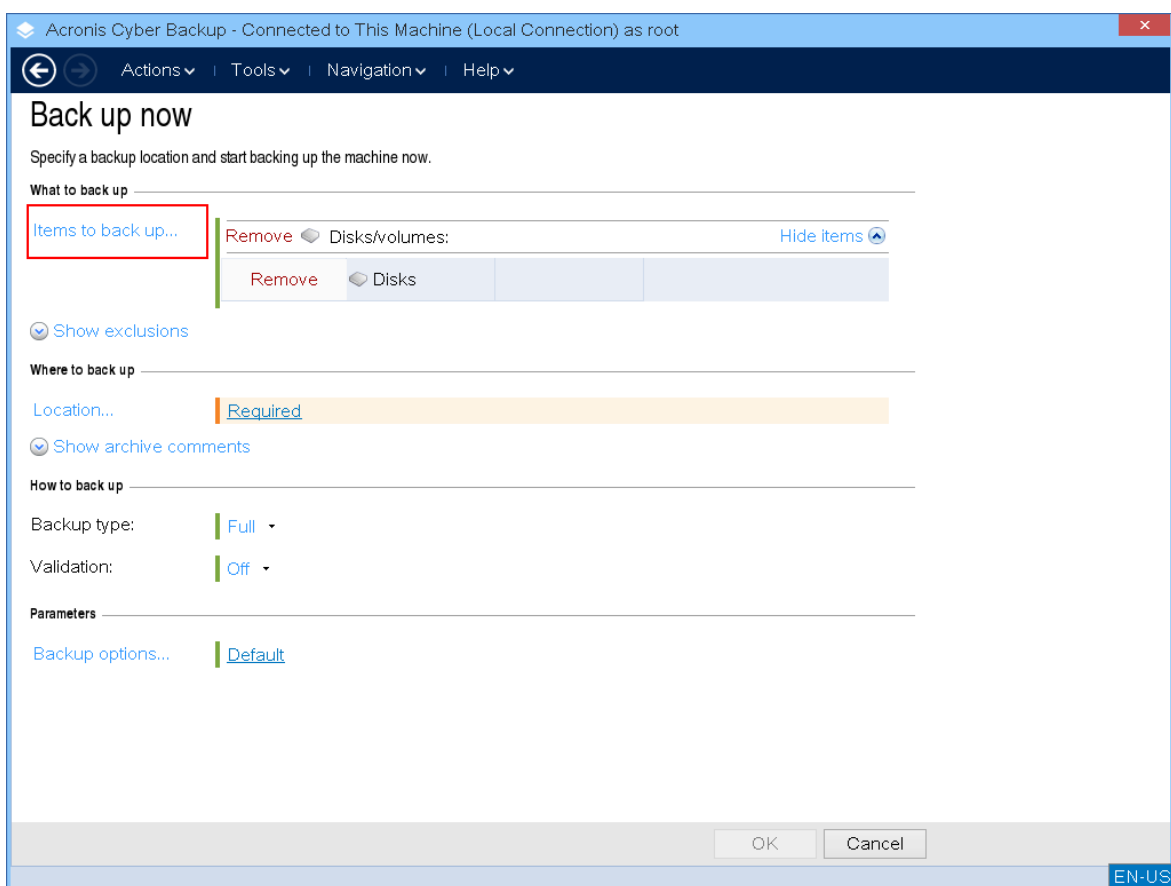 Acronis Cyber Backup - Connected to This Machine (Local Connection) as root
Actions Tools Navigation Help
Back up now
Specify a backup location and start backing up the machine now.
What to back up
Items to back up...
Remove Disks/volumes: Hide items
Remove Disks
Show exclusions
Where to back up
Location... Required
Show archive comments
How to back up
Backup type: Full
Validation: Off
Parameters
Backup options... Default
OK Cancel
EN-US